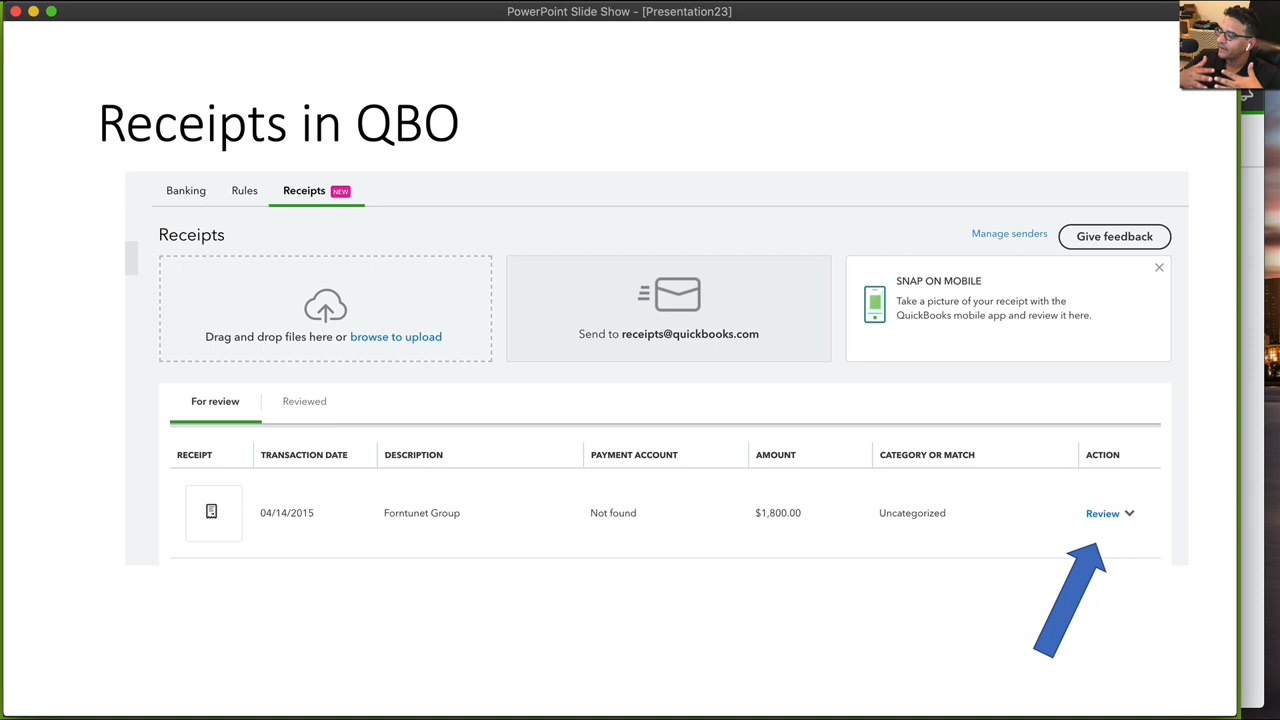 PowerPoint Slide Show - [Presentation23]
Receipts in QBO
Banking Rules Receipts NEW
Receipts
Manage senders Give feedback
Drag and drop files here or browse to upload
Send to receipts@quickbooks.com
SNAP ON MOBILE
Take a picture of your receipt with the
QuickBooks mobile app and review it here.
For review Reviewed
RECEIPT TRANSACTION DATE DESCRIPTION PAYMENT ACCOUNT AMOUNT CATEGORY OR MATCH ACTION
04/14/2015 Forntunet Group Not found $1,800.00 Uncategorized Review